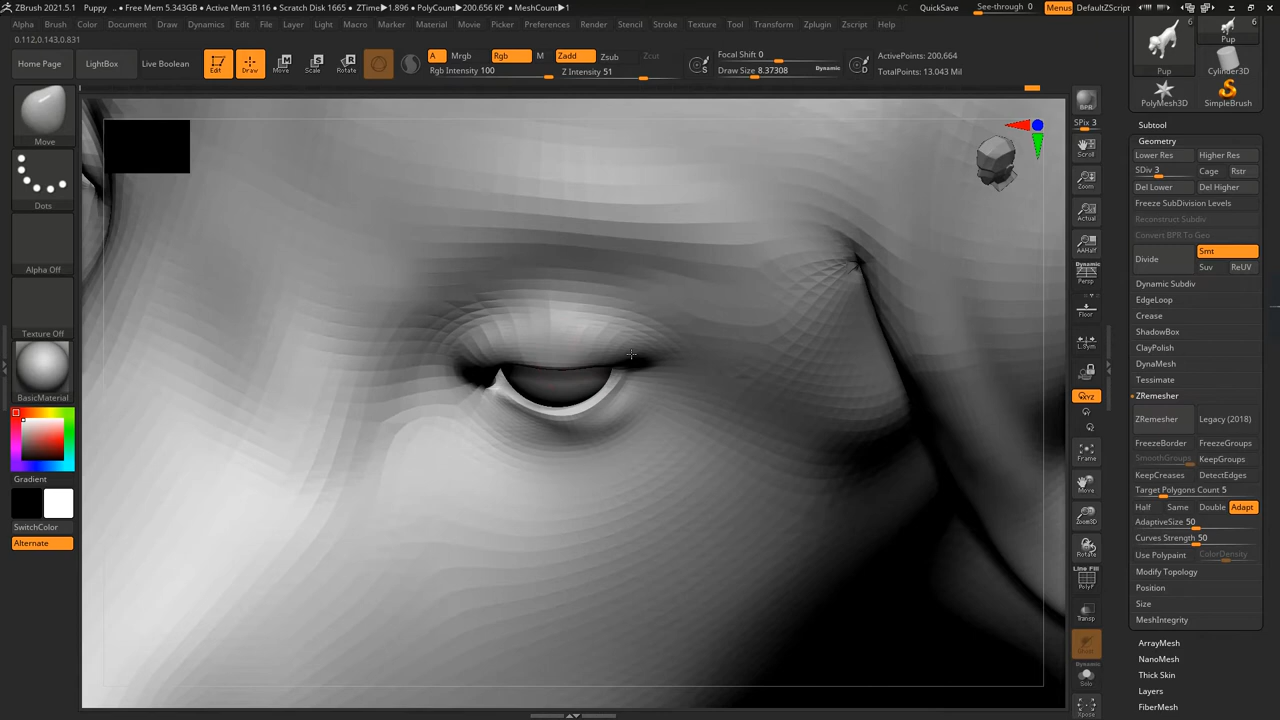 ZBrush 2021.5.1 Puppy .. ● Free Mem 5.343GB ● Active Mem 3116 ● Scratch Disk 1665 ● ZTime▶1.896 ● PolyCount▶200.656 KP ● MeshCount▶1 AC QuickSave See-through 0 Menus DefaultZScript
Alpha Brush Color Document Draw Dynamics Edit File Layer Light Macro Marker Material Movie Picker Preferences Render Stencil Stroke Texture Tool Transform Zplugin Zscript Help
0.112,0.143,0.831
Home Page LightBox Live Boolean Edit Draw Move Scale Rotate
A Mrgb Rgb M Zadd Zsub Zcut
Rgb Intensity 100 Z Intensity 51
S Focal Shift 0
Draw Size 8.37308 Dynamic D
ActivePoints: 200,664
TotalPoints: 13.043 Mil
Move
Dots
Alpha Off
Texture Off
BasicMaterial
Gradient
SwitchColor
Alternate
BPR
SPix 3
Scroll
Zoom
Actual
AAHalf
Dynamic
Persp
Floor
L.Sym
XYZ
Frame
Move
Zoom3D
Rotate
Line Fill
PolyF
Transp
Dynamic
Solo
Xpose
6
Pup
6
Pup
Cylinder3D
PolyMesh3D SimpleBrush
Subtool
Geometry
Lower Res Higher Res
SDiv 3 Cage Rstr
Del Lower Del Higher
Freeze SubDivision Levels
Reconstruct Subdiv
Convert BPR To Geo
Divide Smt
Suv ReUV
Dynamic Subdiv
EdgeLoop
Crease
ShadowBox
ClayPolish
DynaMesh
Tessimate
ZRemesher
ZRemesher Legacy (2018)
FreezeBorder FreezeGroups
SmoothGroups KeepGroups
KeepCreases DetectEdges
Target Polygons Count 5
Half Same Double Adapt
AdaptiveSize 50
Curves Strength 50
Use Polypaint ColorDensity
Modify Topology
Position
Size
MeshIntegrity
ArrayMesh
NanoMesh
Thick Skin
Layers
FiberMesh